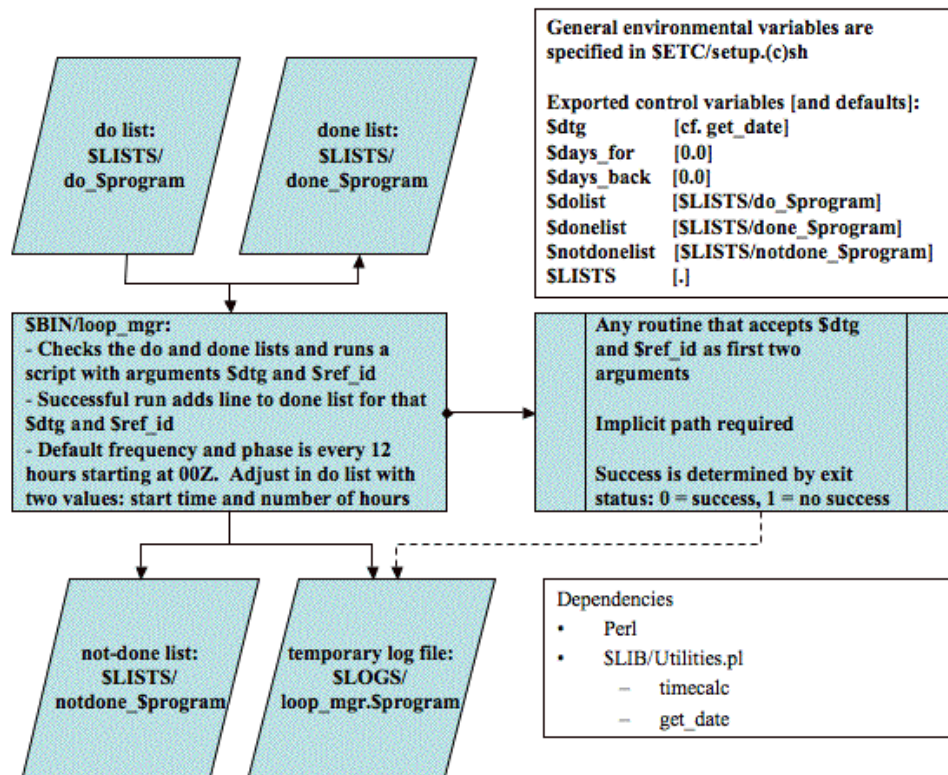 do list:
$LISTS/
do_$program
done list:
$LISTS/
done_$program
General environmental variables are
specified in $ETC/setup.(c)sh
Exported control variables [and defaults]:
$dtg [cf. get_date]
$days_for [0.0]
$days_back [0.0]
$dolist [$LISTS/do_$program]
$donelist [$LISTS/done_$program]
$notdonelist [$LISTS/notdone_$program]
$LISTS [.]
$BIN/loop_mgr:
- Checks the do and done lists and runs a
script with arguments $dtg and $ref_id
- Successful run adds line to done list for that
$dtg and $ref_id
- Default frequency and phase is every 12
hours starting at 00Z. Adjust in do list with
two values: start time and number of hours
Any routine that accepts $dtg
and $ref_id as first two
arguments
Implicit path required
Success is determined by exit
status: 0 = success, 1 = no success
not-done list:
$LISTS/
notdone_$program
temporary log file:
$LOGS/
loop_mgr.$program
Dependencies
• Perl
• $LIB/Utilities.pl
– timecalc
– get_date